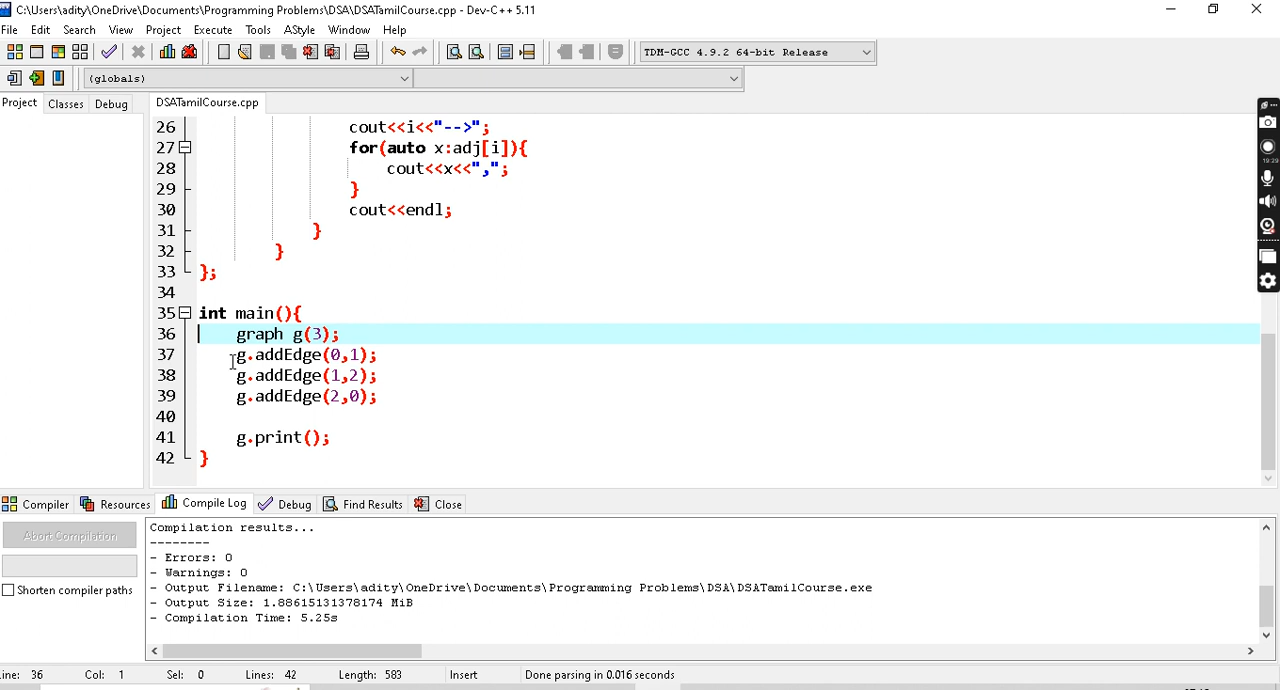 C:\Users\adity\OneDrive\Documents\Programming Problems\DSA\DSATamilCourse.cpp - Dev-C++ 5.11
File Edit Search View Project Execute Tools AStyle Window Help
TDM-GCC 4.9.2 64-bit Release
(globals)
Project Classes Debug DSATamilCourse.cpp
26 cout<<i<<"-->";
27 for(auto x:adj[i]){
28 cout<<x<<",";
29 }
30 cout<<endl;
31 }
32 }
33 };
34
35 int main(){
36 graph g(3);
37 g.addEdge(0,1);
38 g.addEdge(1,2);
39 g.addEdge(2,0);
40
41 g.print();
42 }
Compiler Resources Compile Log Debug Find Results Close
Abort Compilation
Shorten compiler paths
Compilation results...
--------
- Errors: 0
- Warnings: 0
- Output Filename: C:\Users\adity\OneDrive\Documents\Programming Problems\DSA\DSATamilCourse.exe
- Output Size: 1.88615131378174 MiB
- Compilation Time: 5.25s
ine: 36 Col: 1 Sel: 0 Lines: 42 Length: 583 Insert Done parsing in 0.016 seconds